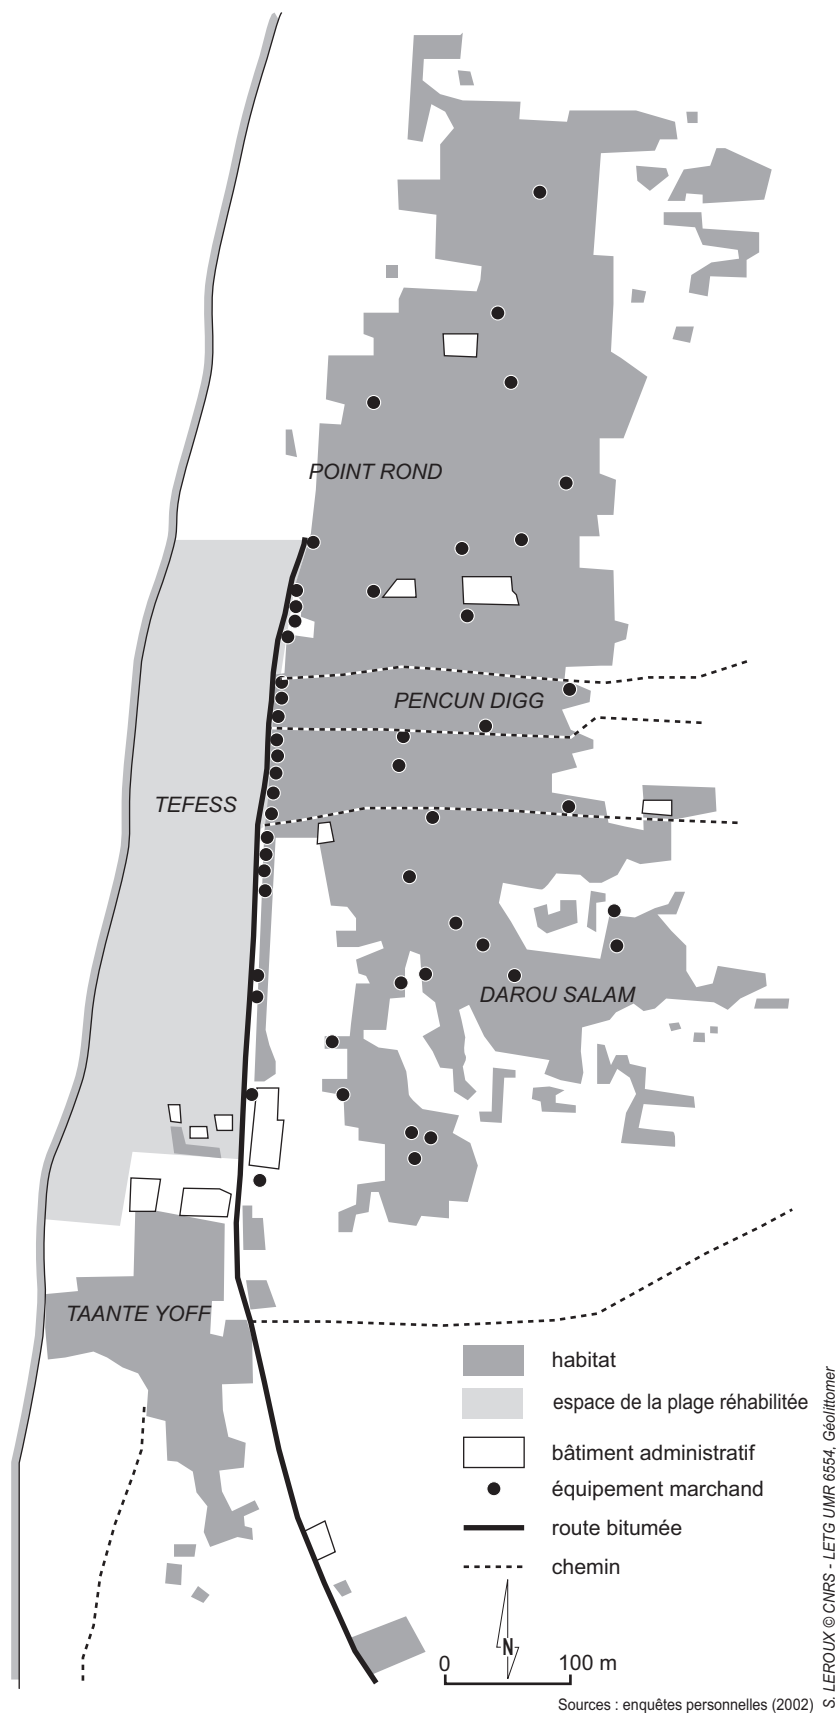 POINT ROND
PENCUN DIGG
TEFESS
DAROU SALAM
TAANTE YOFF
habitat
espace de la plage réhabilitée
bâtiment administratif
équipement marchand
route bitumée
chemin
N
0 100 m
Sources : enquêtes personnelles (2002)
S. LEROUX © CNRS - LETG UMR 6554, Géolittomer